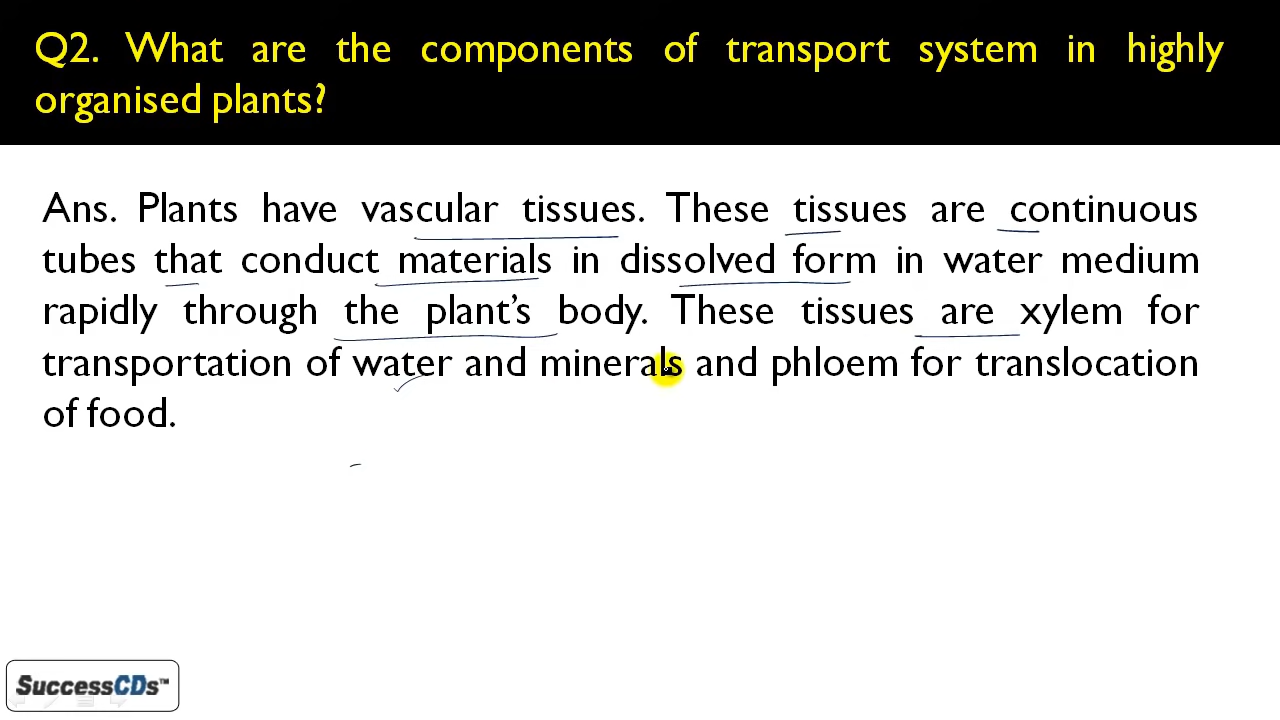 Q2. What are the components of transport system in highly
organised plants?
Ans. Plants have vascular tissues. These tissues are continuous
tubes that conduct materials in dissolved form in water medium
rapidly through the plant's body. These tissues are xylem for
transportation of water and minerals and phloem for translocation
of food.
SuccessCDs™